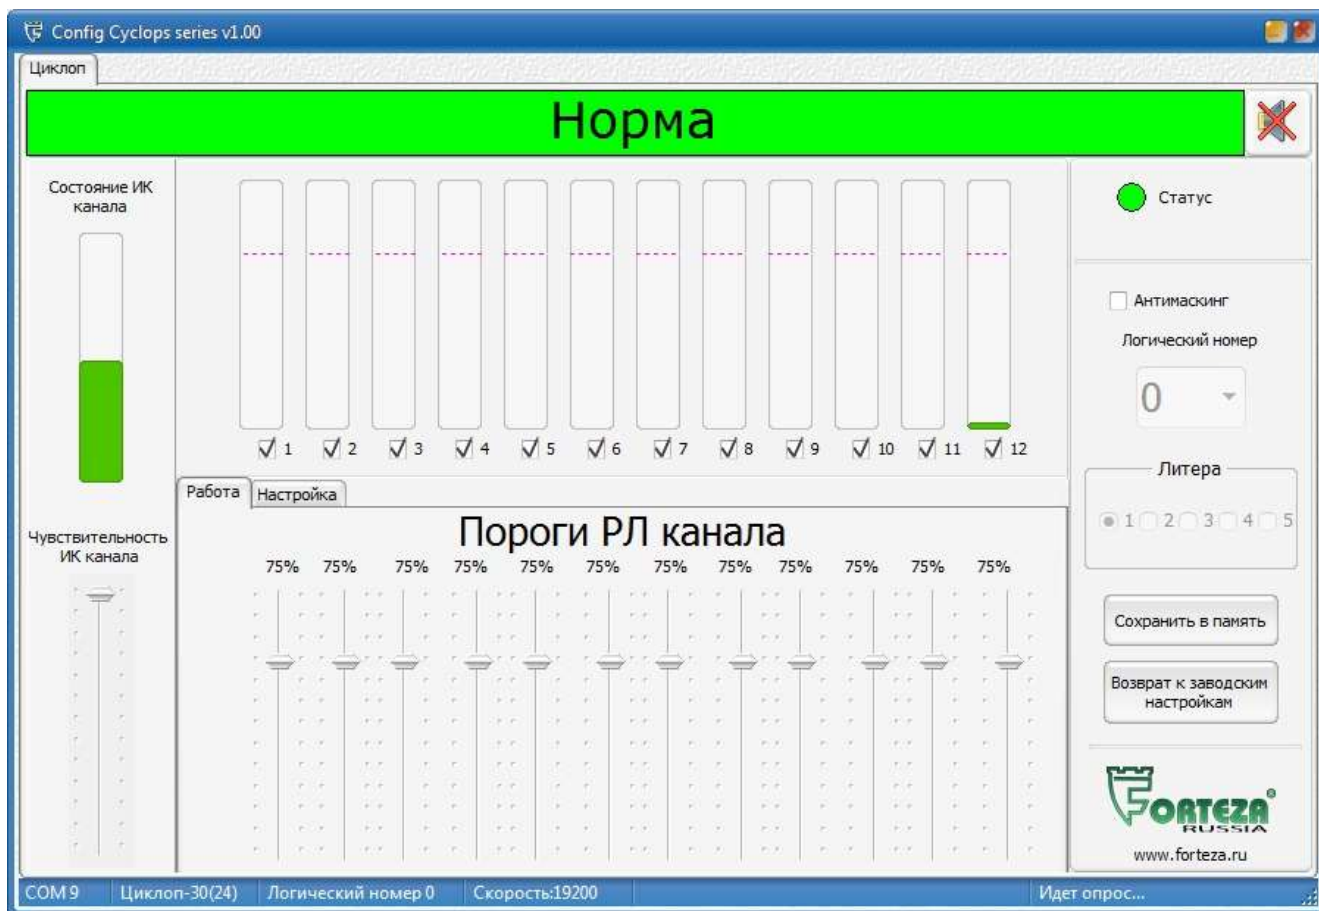 Config Cyclops series v1.00
Циклоп
Норма
Состояние ИК
канала
1 2 3 4 5 6 7 8 9 10 11 12
Статус
Антимаскинг
Логический номер
0
Литера
1 2 3 4 5
Работа Настройка
Пороги РЛ канала
75% 75% 75% 75% 75% 75% 75% 75% 75% 75% 75% 75%
Чувствительность
ИК канала
Сохранить в память
Возврат к заводским
настройкам
FORTEZA®
RUSSIA
www.forteza.ru
COM 9 Циклоп-30(24) Логический номер 0 Скорость:19200 Идет опрос...